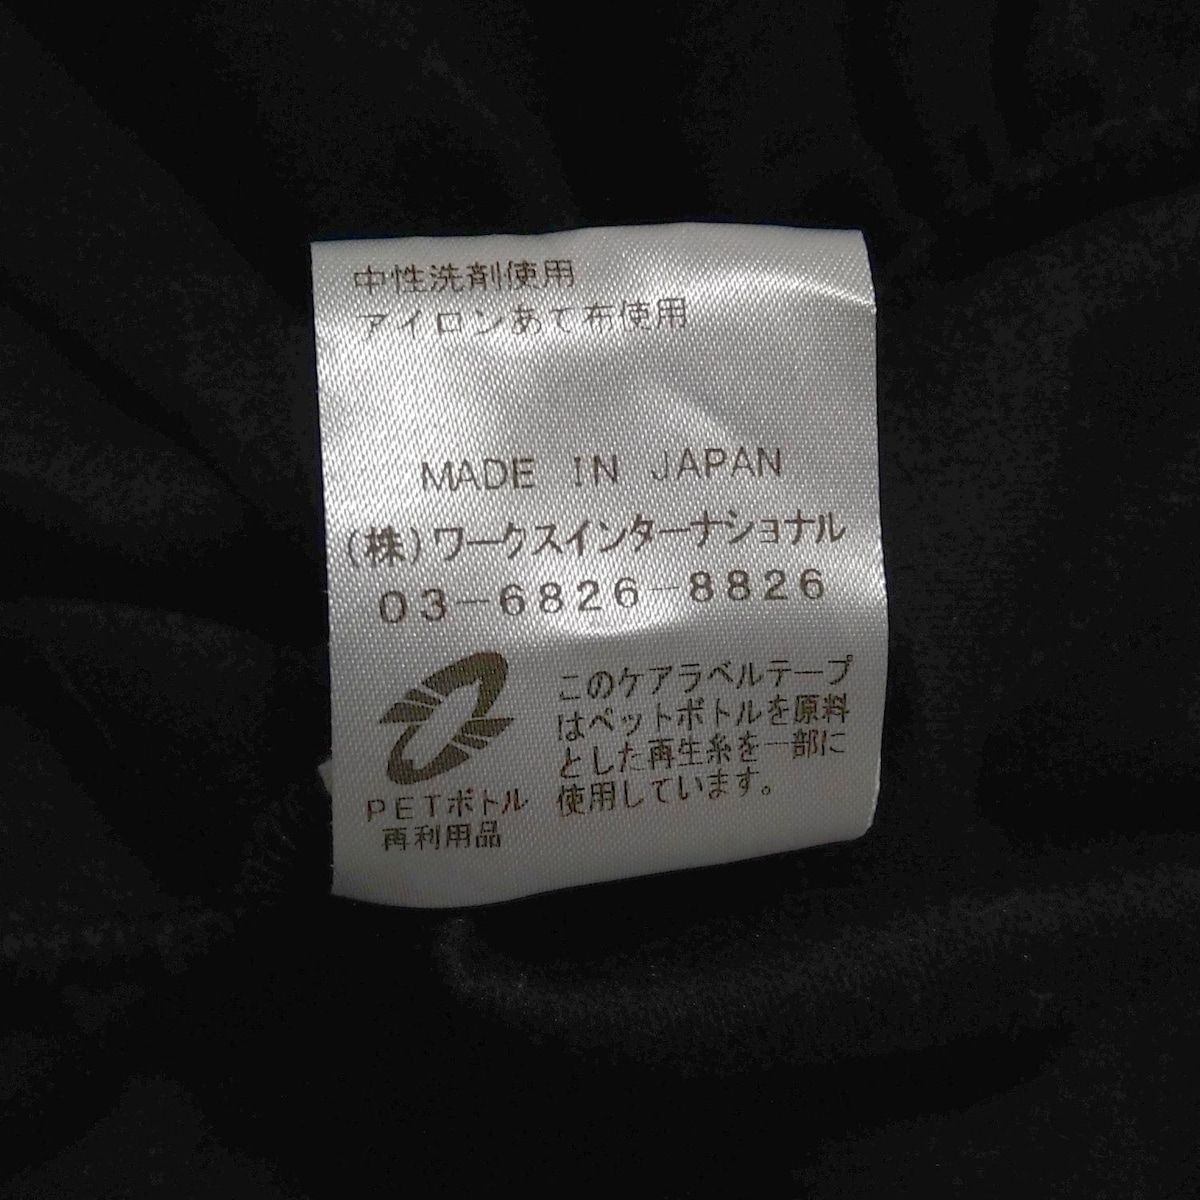 中性洗剤使用
アイロンあて布使用
MADE IN JAPAN
(株)ワークスインターナショナル
03-6826-8826
PETボトル
再利用品
このケアラベルテープ
はペットボトルを原料
とした再生糸を一部に
使用しています。